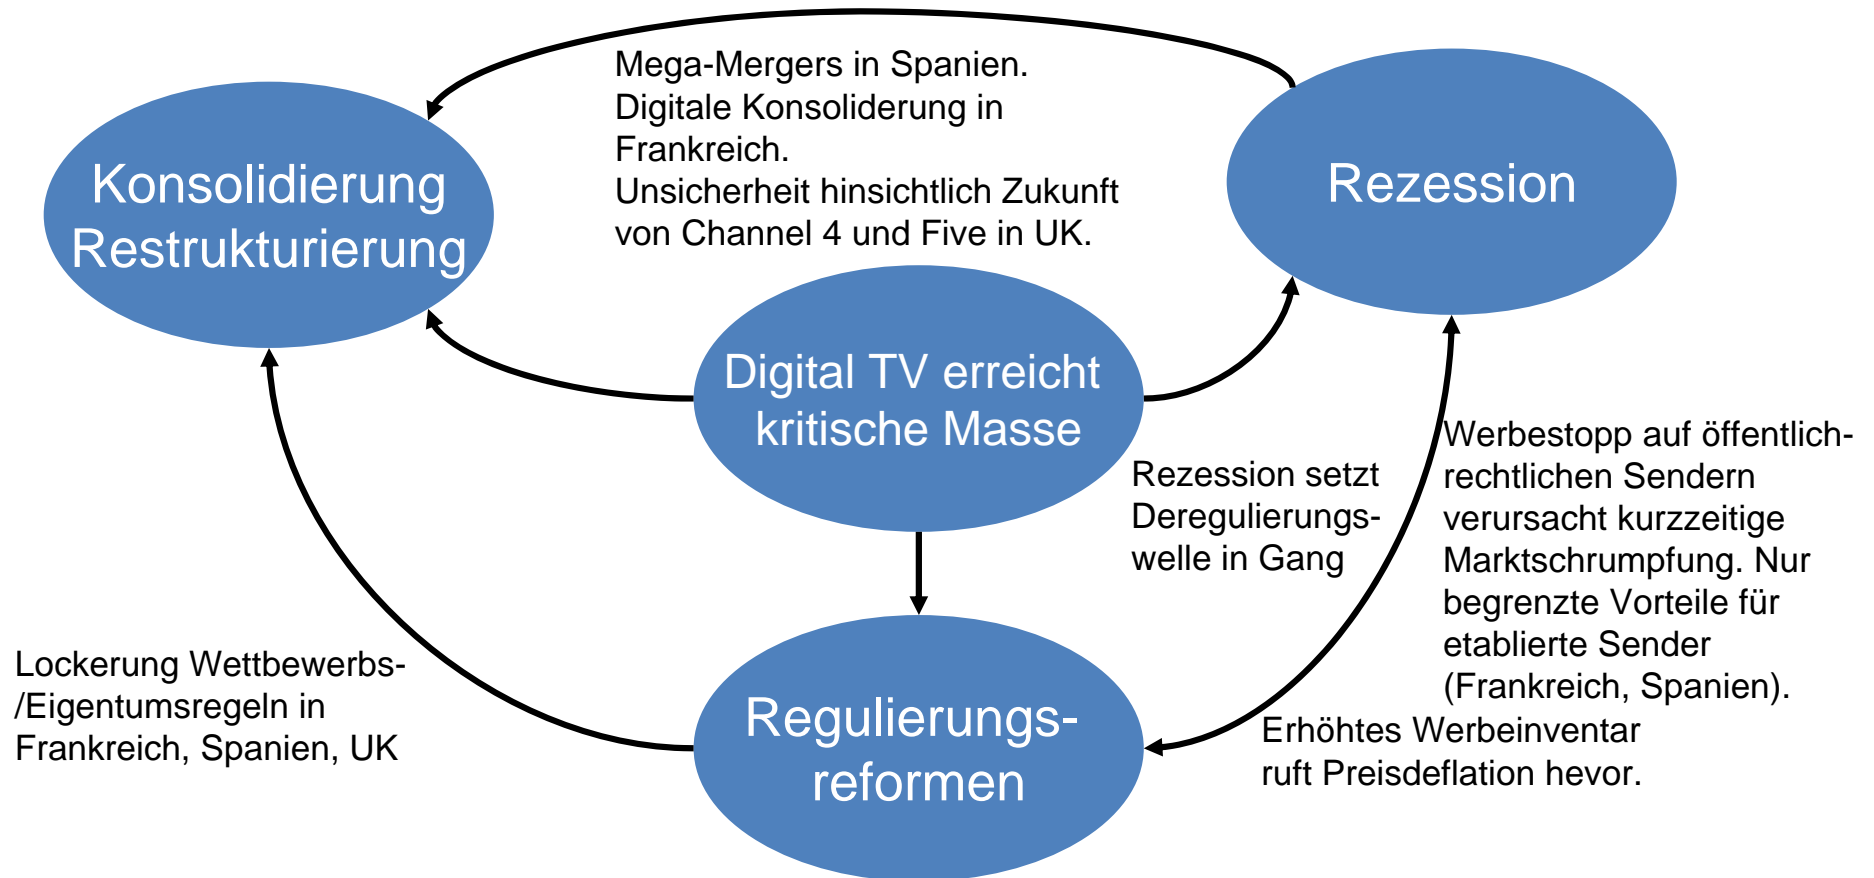 Mega-Mergers in Spanien.
Digitale Konsoliderung in
Frankreich.
Unsicherheit hinsichtlich Zukunft
von Channel 4 und Five in UK.
Konsolidierung
Restrukturierung
Rezession
Digital TV erreicht
kritische Masse
Rezession setzt
Deregulierungs-
welle in Gang
Werbestopp auf öffentlich-
rechtlichen Sendern
verursacht kurzzeitige
Marktschrumpfung. Nur
begrenzte Vorteile für
etablierte Sender
(Frankreich, Spanien).
Lockerung Wettbewerbs-
/Eigentumsregeln in
Frankreich, Spanien, UK
Regulierungs-
reformen
Erhöhtes Werbeinventar
ruft Preisdeflation hevor.